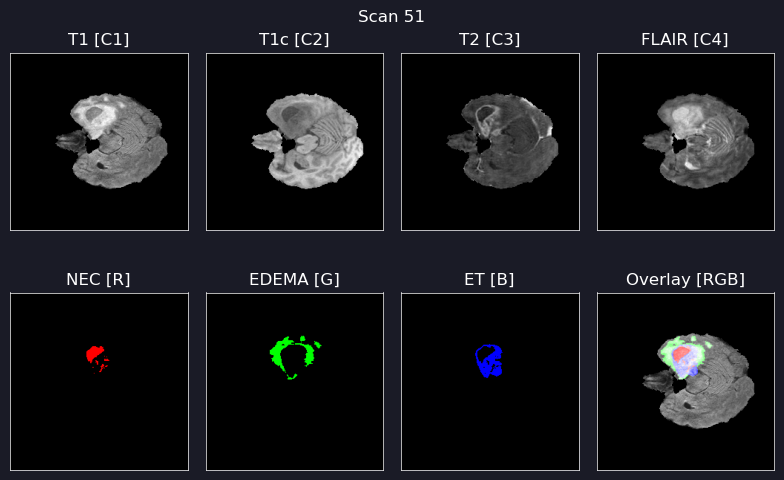 Scan 51
T1 [C1]
T1c [C2]
T2 [C3]
FLAIR [C4]
NEC [R]
EDEMA [G]
ET [B]
Overlay [RGB]